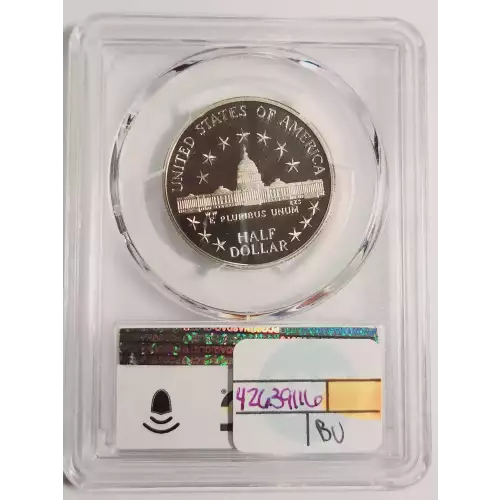 UNITED STATES OF AMERICA
E PLURIBUS UNUM
HALF
DOLLAR
42639116
BU